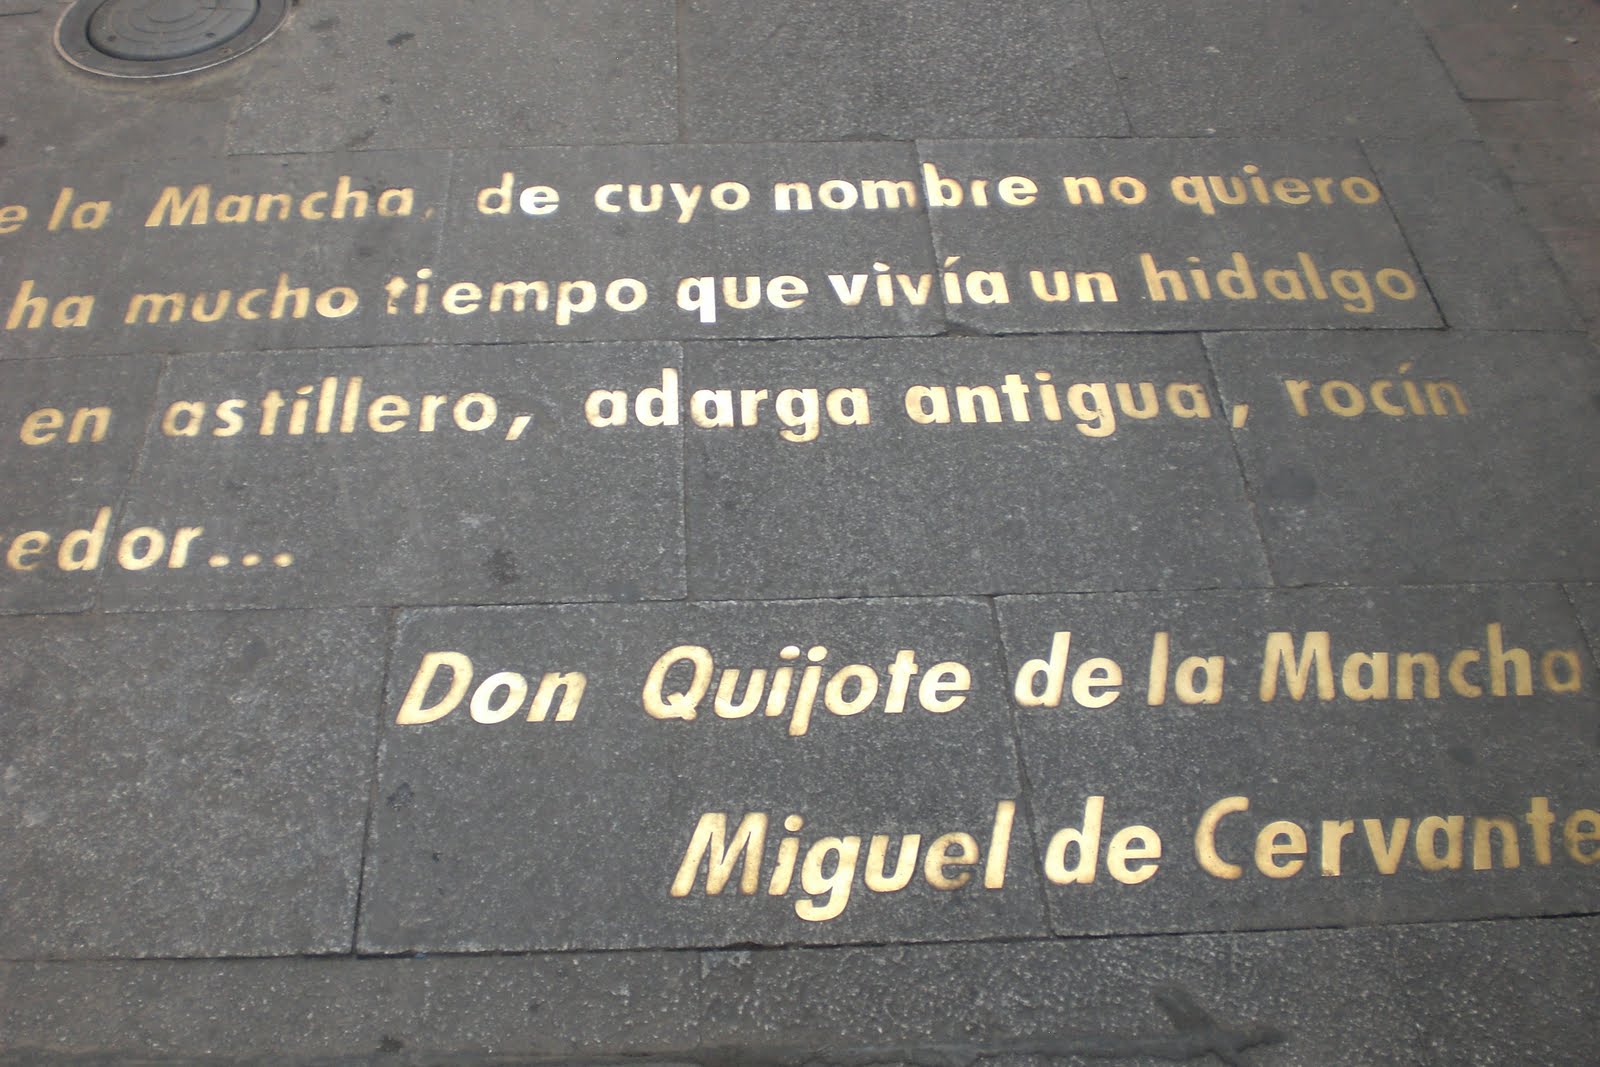 e la Mancha, de cuyo nombre no quiero
ha mucho tiempo que vivía un hidalgo
en astillero, adarga antigua, rocín
edor...
Don Quijote de la Mancha
Miguel de Cervante